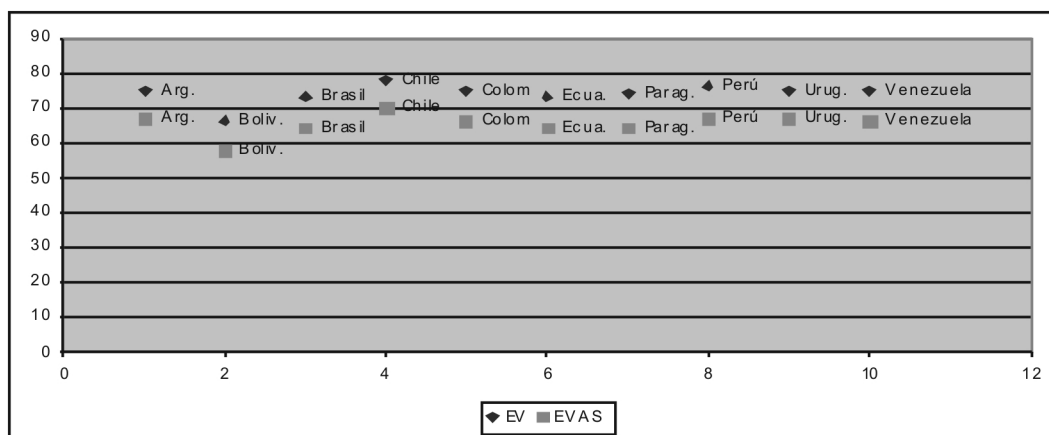 90
80
70
60
50
40
30
20
10
0
Arg. Boliv. Brasil Chile Colom Ecua. Parag. Perú Urug. Venezuela
Arg. Boliv. Brasil Chile Colom Ecua. Parag. Perú Urug. Venezuela
0 2 4 6 8 10 12
EV EVAS